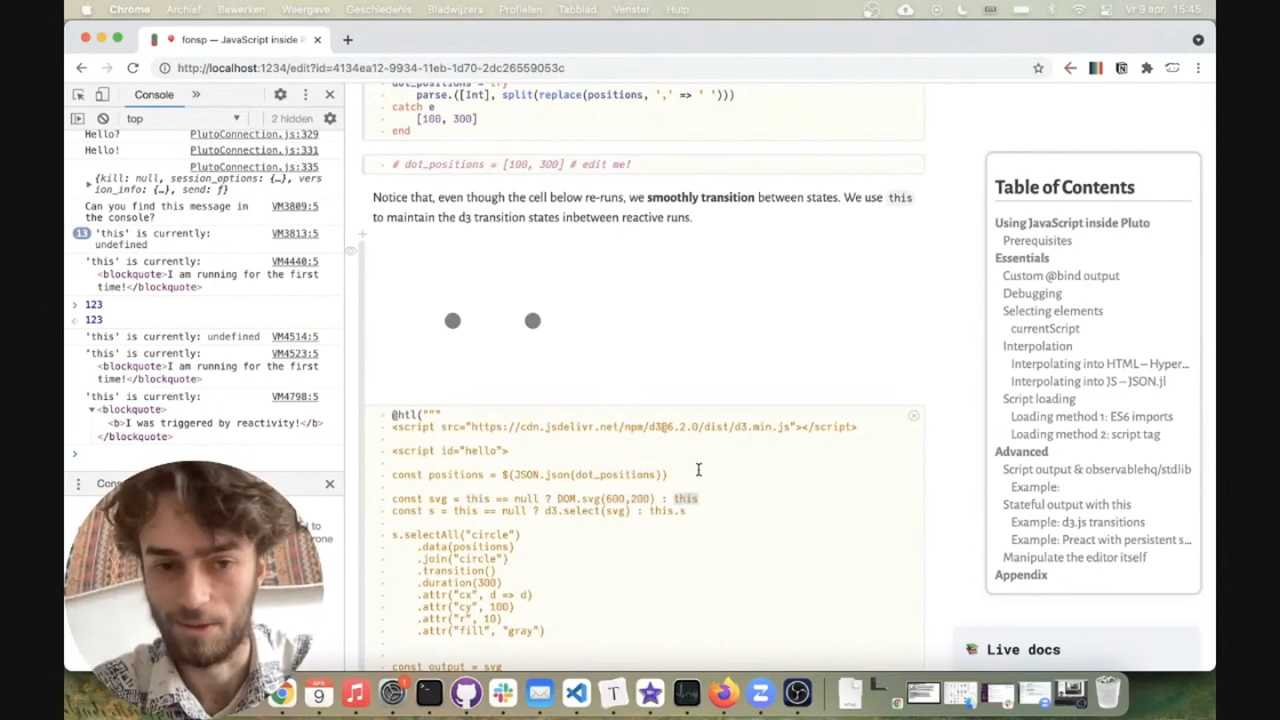 Chrome Archief Bewerken Weergave Geschiedenis Bladwijzers Profielen Tabblad Venster Hulp Vr 9 apr. 15:45
fonsp — JavaScript inside P
http://localhost:1234/edit?id=4134ea12-9934-11eb-1d70-2dc26559053c
Console
top 2 hidden
Hello? PlutoConnection.js:329
Hello! PlutoConnection.js:331
PlutoConnection.js:335
{kill: null, session_options: {…}, ver
sion_info: {…}, send: ƒ}
Can you find this message in VM3809:5
the console?
13 'this' is currently: VM3813:5
undefined
'this' is currently: VM4440:5
<blockquote>I am running for the first
time!</blockquote>
> 123
123
'this' is currently: undefined VM4514:5
'this' is currently: VM4523:5
<blockquote>I am running for the first
time!</blockquote>
'this' is currently: VM4798:5
<blockquote>
<b>I was triggered by reactivity!</b>
</blockquote>
>
dot_positions = try
parse.([Int], split(replace(positions, ',' => ' ')))
catch e
[100, 300]
end
# dot_positions = [100, 300] # edit me!
Notice that, even though the cell below re-runs, we smoothly transition between states. We use this
to maintain the d3 transition states inbetween reactive runs.
@htl("""
<script src="https://cdn.jsdelivr.net/npm/d3@6.2.0/dist/d3.min.js"></script>
<script id="hello">
const positions = $(JSON.json(dot_positions))
const svg = this == null ? DOM.svg(600,200) : this
const s = this == null ? d3.select(svg) : this.s
s.selectAll("circle")
.data(positions)
.join("circle")
.transition()
.duration(300)
.attr("cx", d => d)
.attr("cy", 100)
.attr("r", 10)
.attr("fill", "gray")
const output = svg
Table of Contents
Using JavaScript inside Pluto
Prerequisites
Essentials
Custom @bind output
Debugging
Selecting elements
currentScript
Interpolation
Interpolating into HTML – Hyper…
Interpolating into JS – JSON.jl
Script loading
Loading method 1: ES6 imports
Loading method 2: script tag
Advanced
Script output & observablehq/stdlib
Example:
Stateful output with this
Example: d3.js transitions
Example: Preact with persistent s…
Manipulate the editor itself
Appendix
Live docs